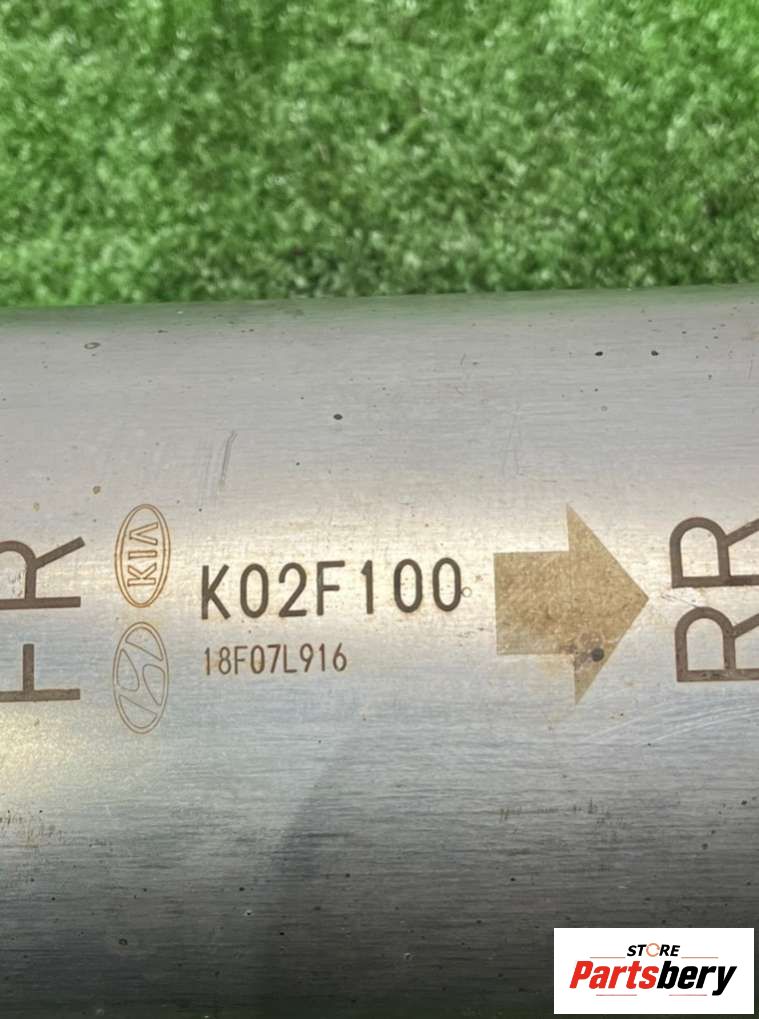 FR
KIA
K02F100
18F07L916
RR
STORE
Partsbery